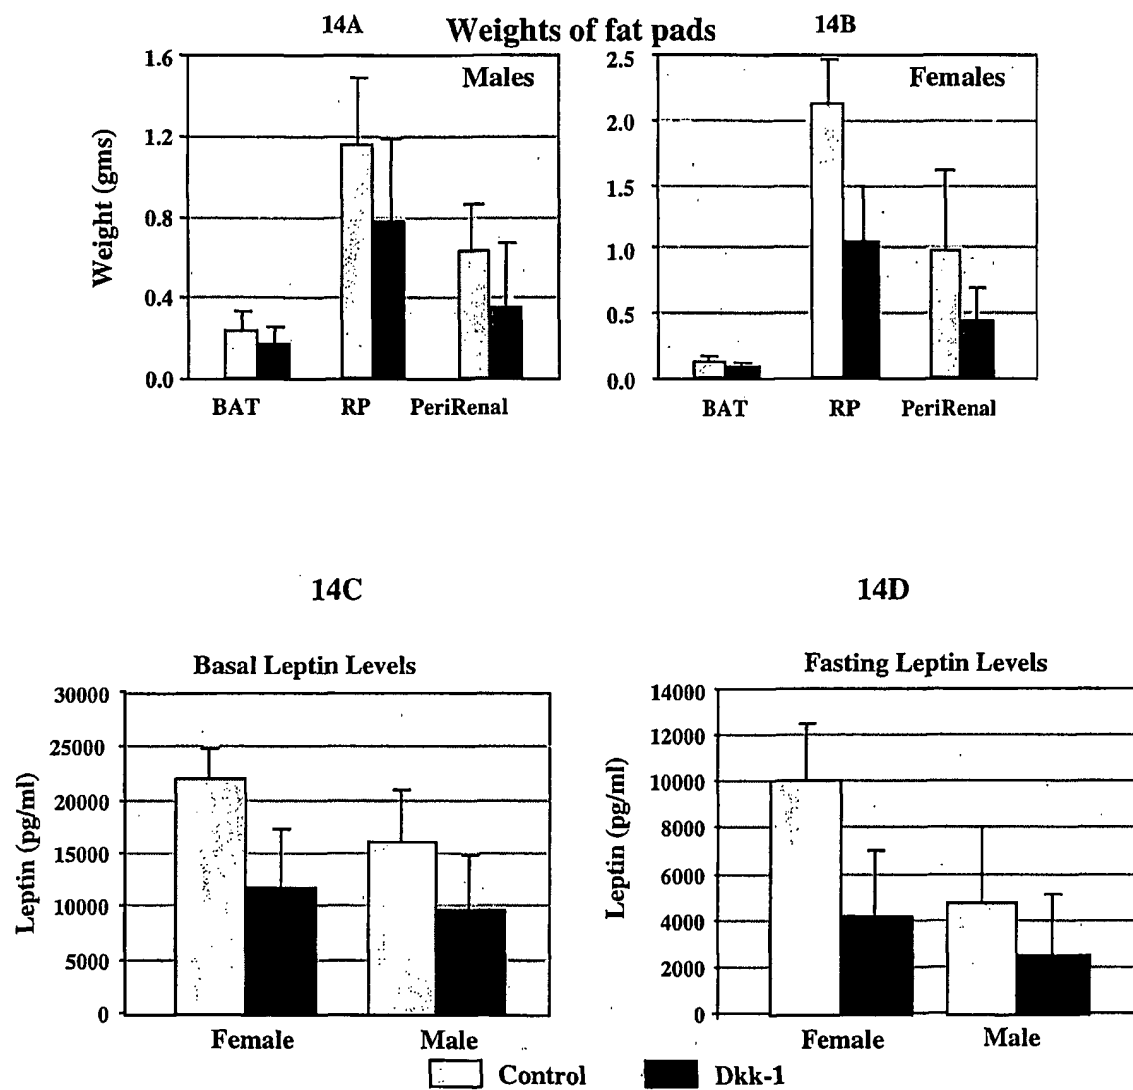 14A
Weights of fat pads
14B
Males
Females
Weight (gms)
1.6
1.2
0.8
0.4
0.0
BAT
RP
PeriRenal
2.5
2.0
1.5
1.0
0.5
0.0
BAT
RP
PeriRenal
14C
14D
Basal Leptin Levels
Leptin (pg/ml)
30000
25000
20000
15000
10000
5000
0
Female
Male
Fasting Leptin Levels
Leptin (pg/ml)
14000
12000
10000
8000
6000
4000
2000
0
Female
Male
Control
Dkk-1